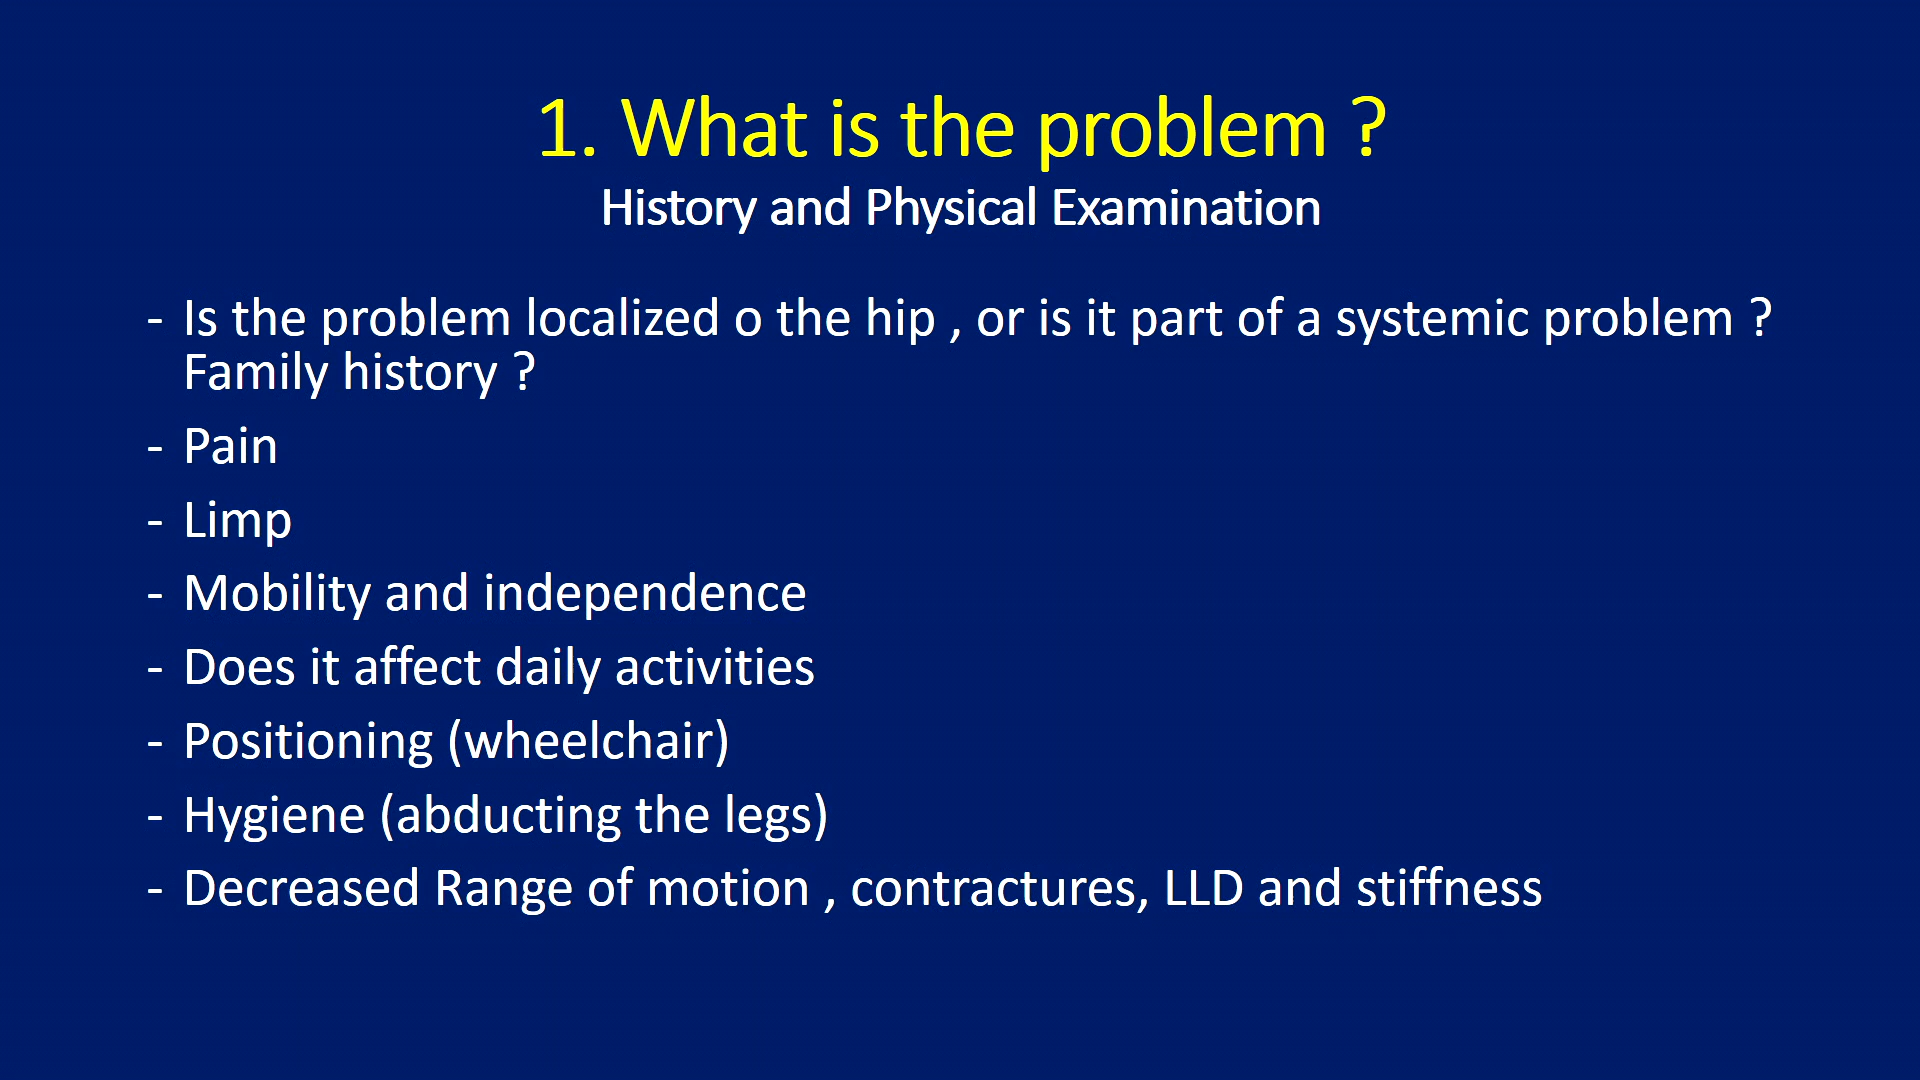 1. What is the problem ?
History and Physical Examination
- Is the problem localized o the hip , or is it part of a systemic problem ?
Family history ?
- Pain
- Limp
- Mobility and independence
- Does it affect daily activities
- Positioning (wheelchair)
- Hygiene (abducting the legs)
- Decreased Range of motion , contractures, LLD and stiffness